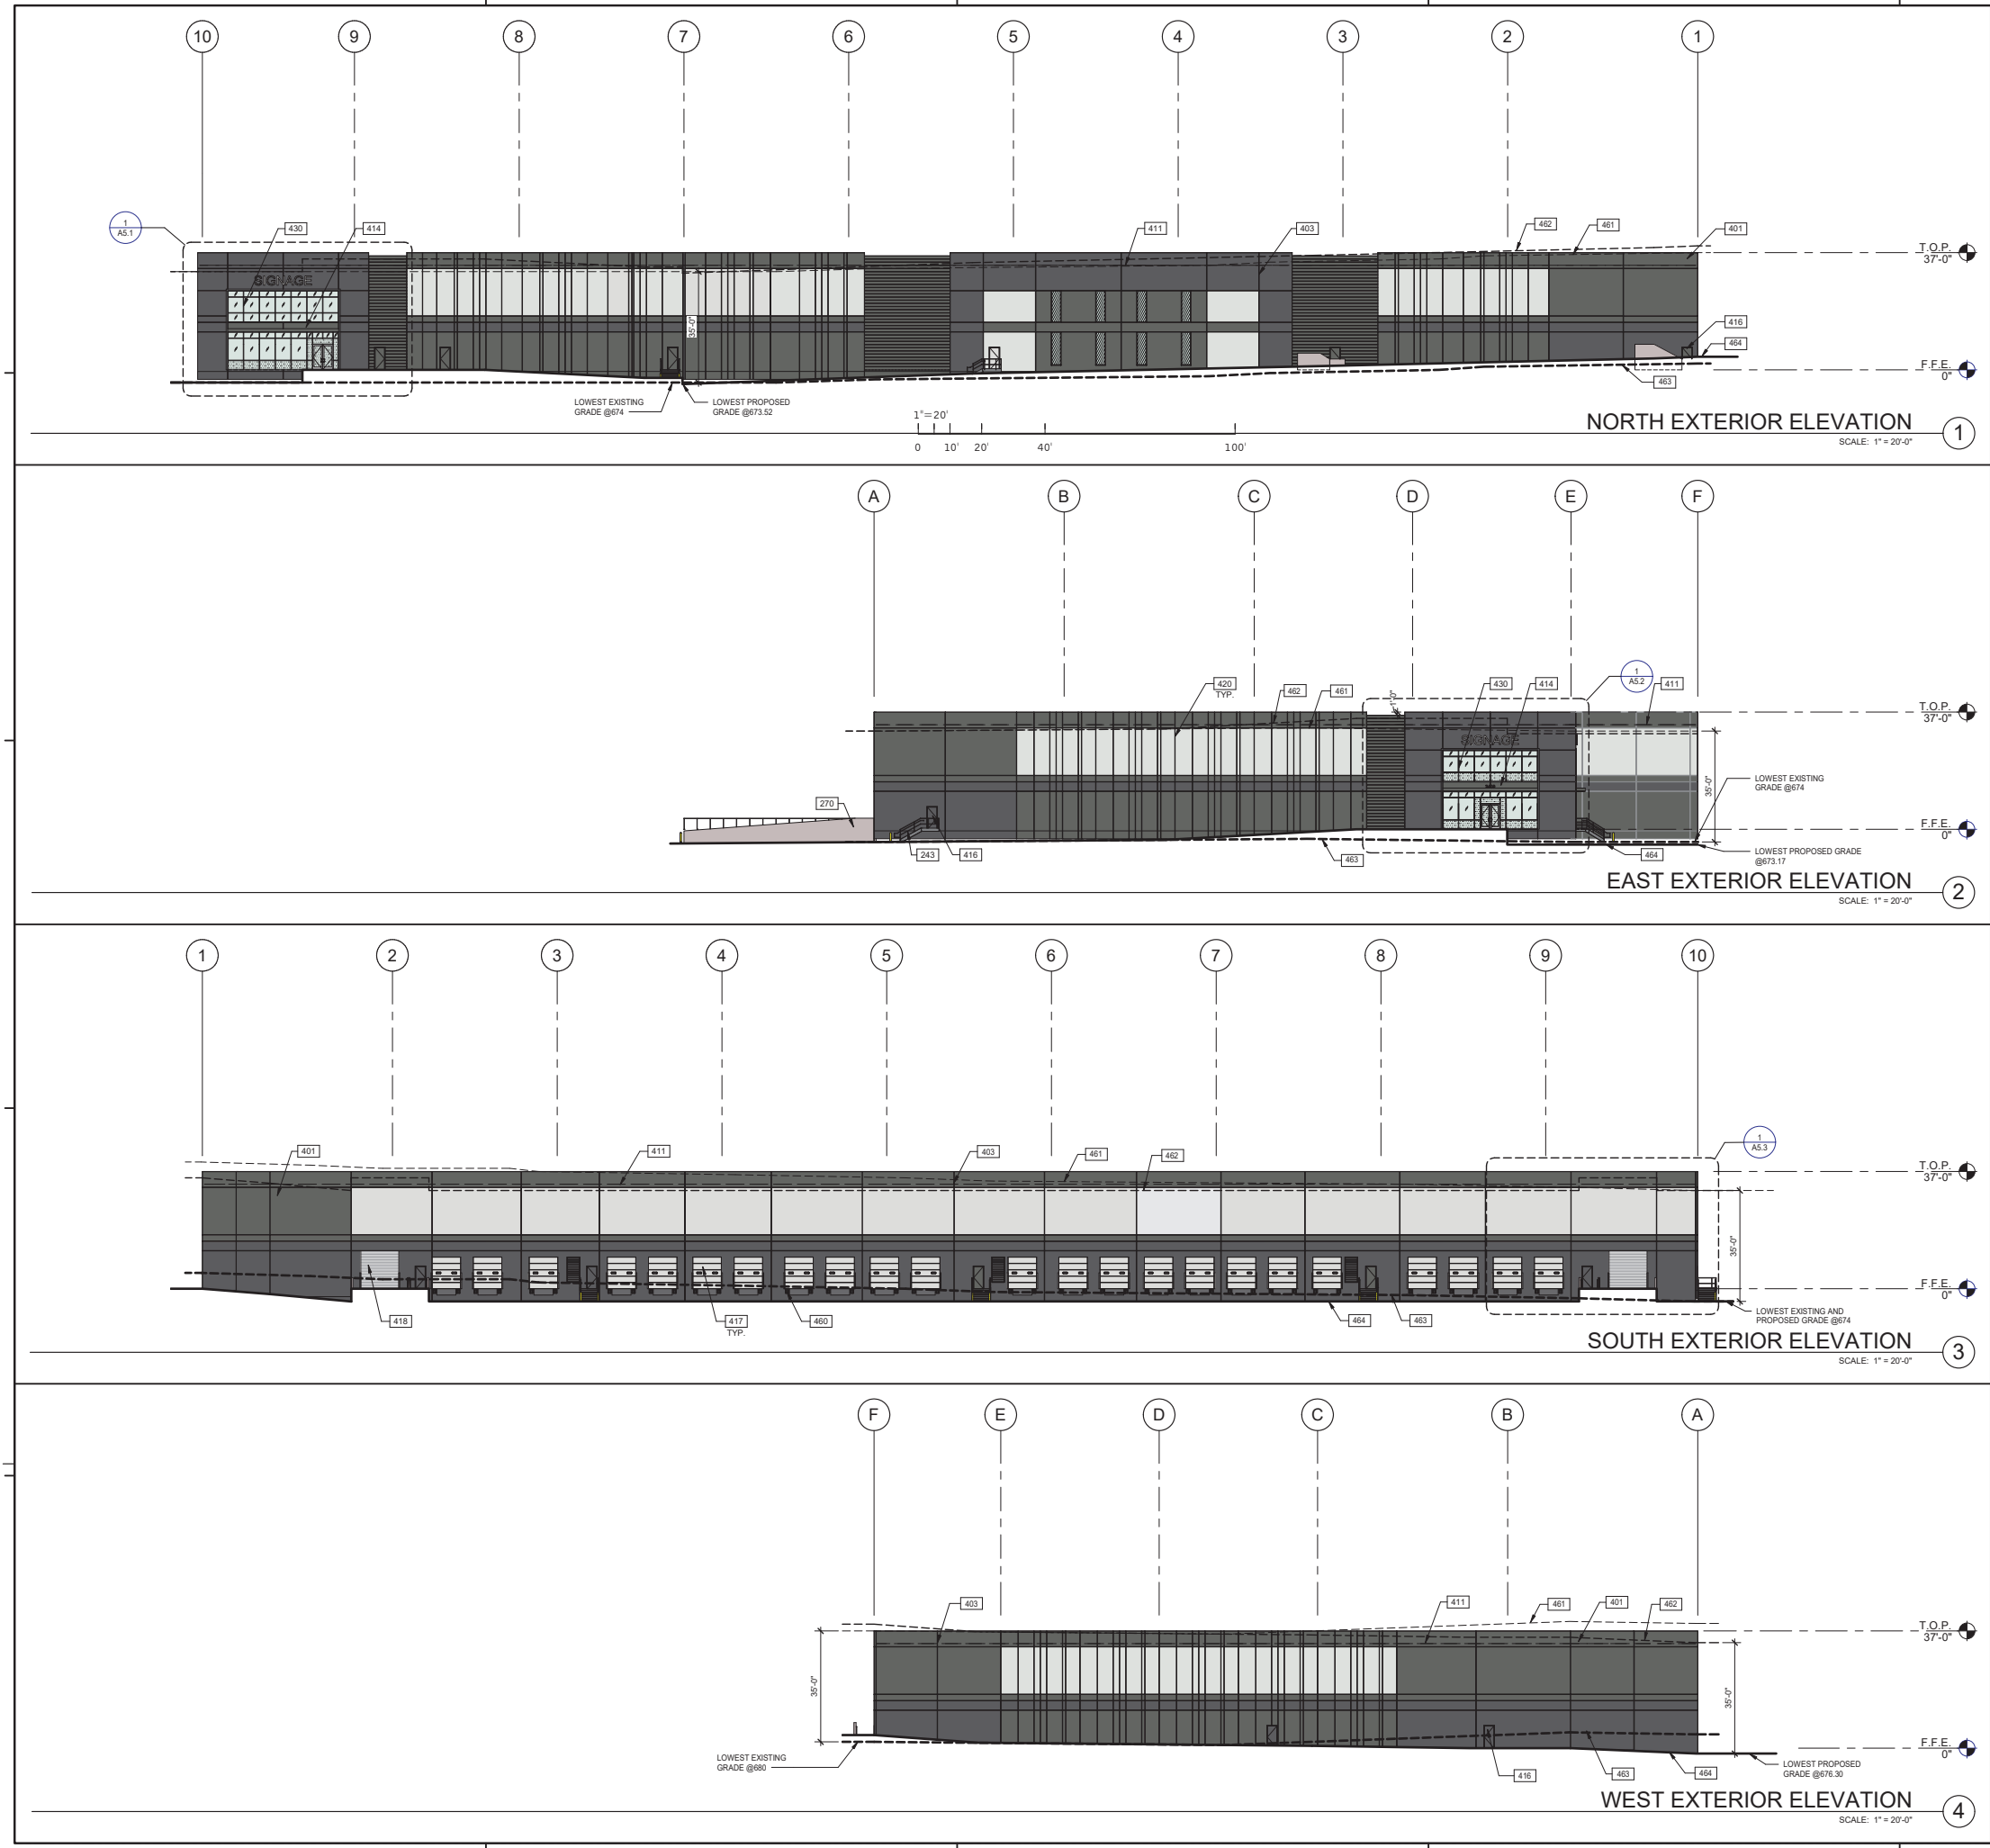 10 9 8 7 6 5 4 3 2 1
1
A5.1
430
414
411
403
462
461
401
T.O.P.
37'-0"
SIGNAGE
35'-0"
416
464
F.F.E.
0"
463
LOWEST EXISTING
GRADE @674
LOWEST PROPOSED
GRADE @673.52
1"=20'
0 10' 20' 40' 100'
NORTH EXTERIOR ELEVATION
SCALE: 1" = 20'-0"
1
A B C D E F
420
TYP.
462
461
1'-0"
430
414
1
A5.2
411
T.O.P.
37'-0"
SIGNAGE
35'-0"
LOWEST EXISTING
GRADE @674
270
F.F.E.
0"
243
416
463
464
LOWEST PROPOSED GRADE
@673.17
EAST EXTERIOR ELEVATION
SCALE: 1" = 20'-0"
2
1 2 3 4 5 6 7 8 9 10
401
411
403
461
462
1
A5.3
T.O.P.
37'-0"
35'-0"
F.F.E.
0"
418
417
TYP.
460
464
463
LOWEST EXISTING AND
PROPOSED GRADE @674
SOUTH EXTERIOR ELEVATION
SCALE: 1" = 20'-0"
3
F E D C B A
403
411
461
401
462
T.O.P.
37'-0"
35'-0"
35'-0"
F.F.E.
0"
LOWEST EXISTING
GRADE @680
416
463
464
LOWEST PROPOSED
GRADE @676.30
WEST EXTERIOR ELEVATION
SCALE: 1" = 20'-0"
4